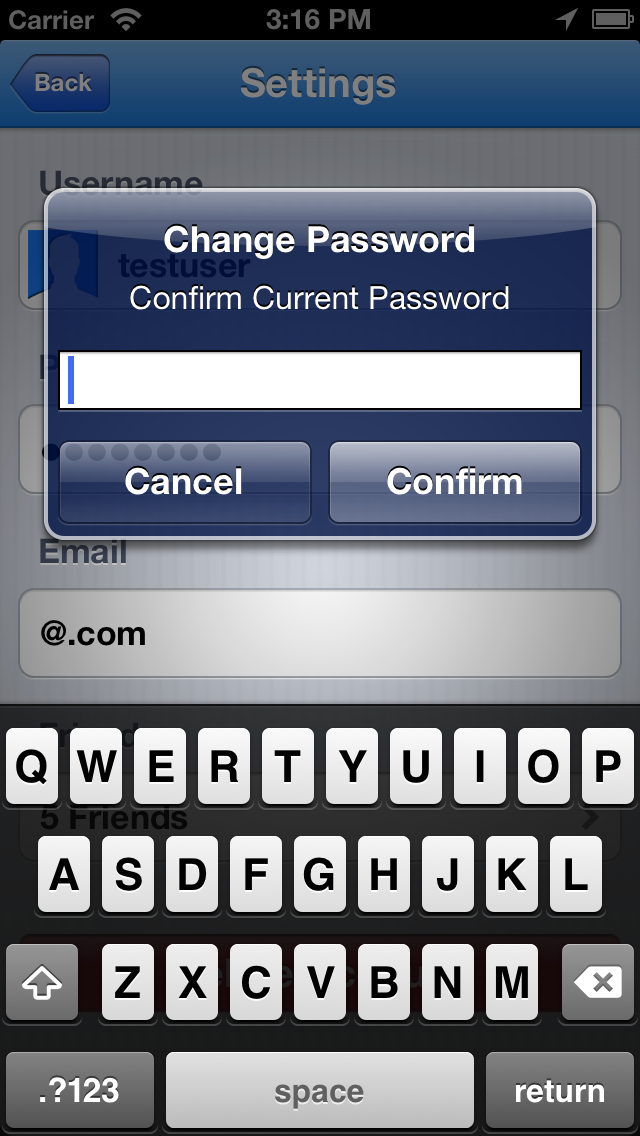 Carrier 3:16 PM
Back Settings
Username
Change Password
testuser
Confirm Current Password
P
Cancel Confirm
Email
@.com
Friend
Q W E R T Y U I O P
5 Friends
A S D F G H J K L
Z X C V B N M
.?123 space return